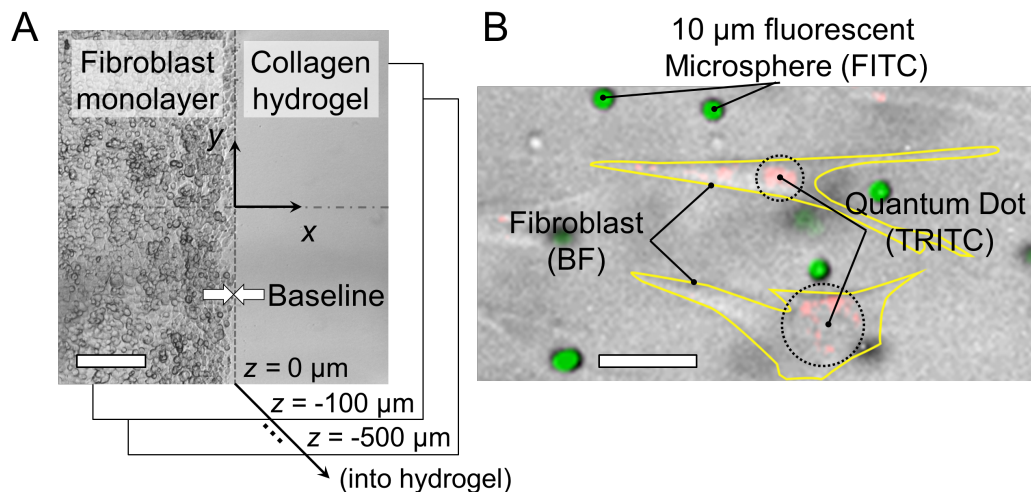 A
Fibroblast
monolayer
Collagen
hydrogel
y
x
Baseline
z = 0 µm
z = -100 µm
z = -500 µm
(into hydrogel)
B
10 µm fluorescent
Microsphere (FITC)
Fibroblast
(BF)
Quantum Dot
(TRITC)